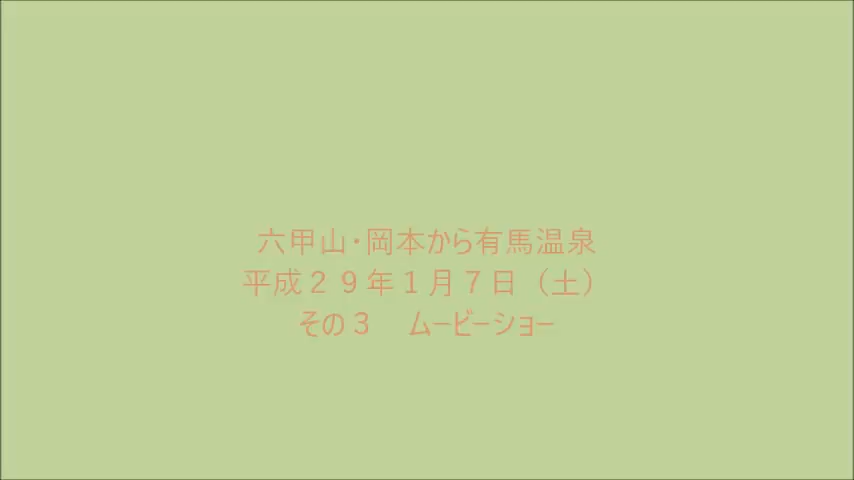 六甲山・岡本から有馬温泉
平成２９年１月７日（土）
その３　ムービーショー